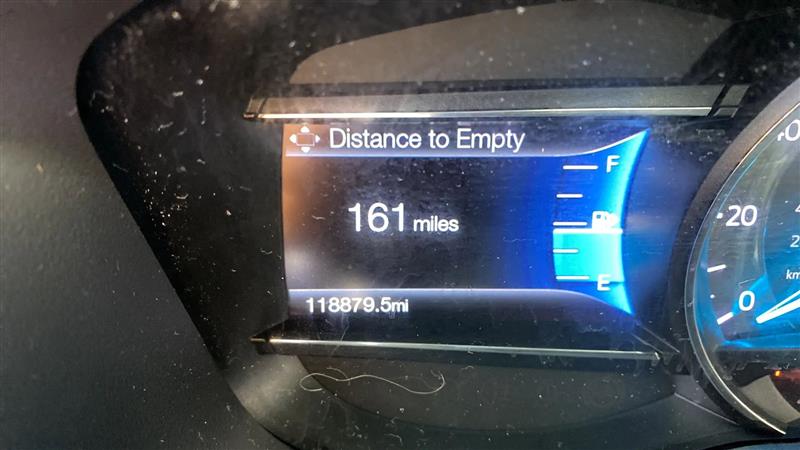 Distance to Empty
F
161 miles
E
118879.5mi
20
0